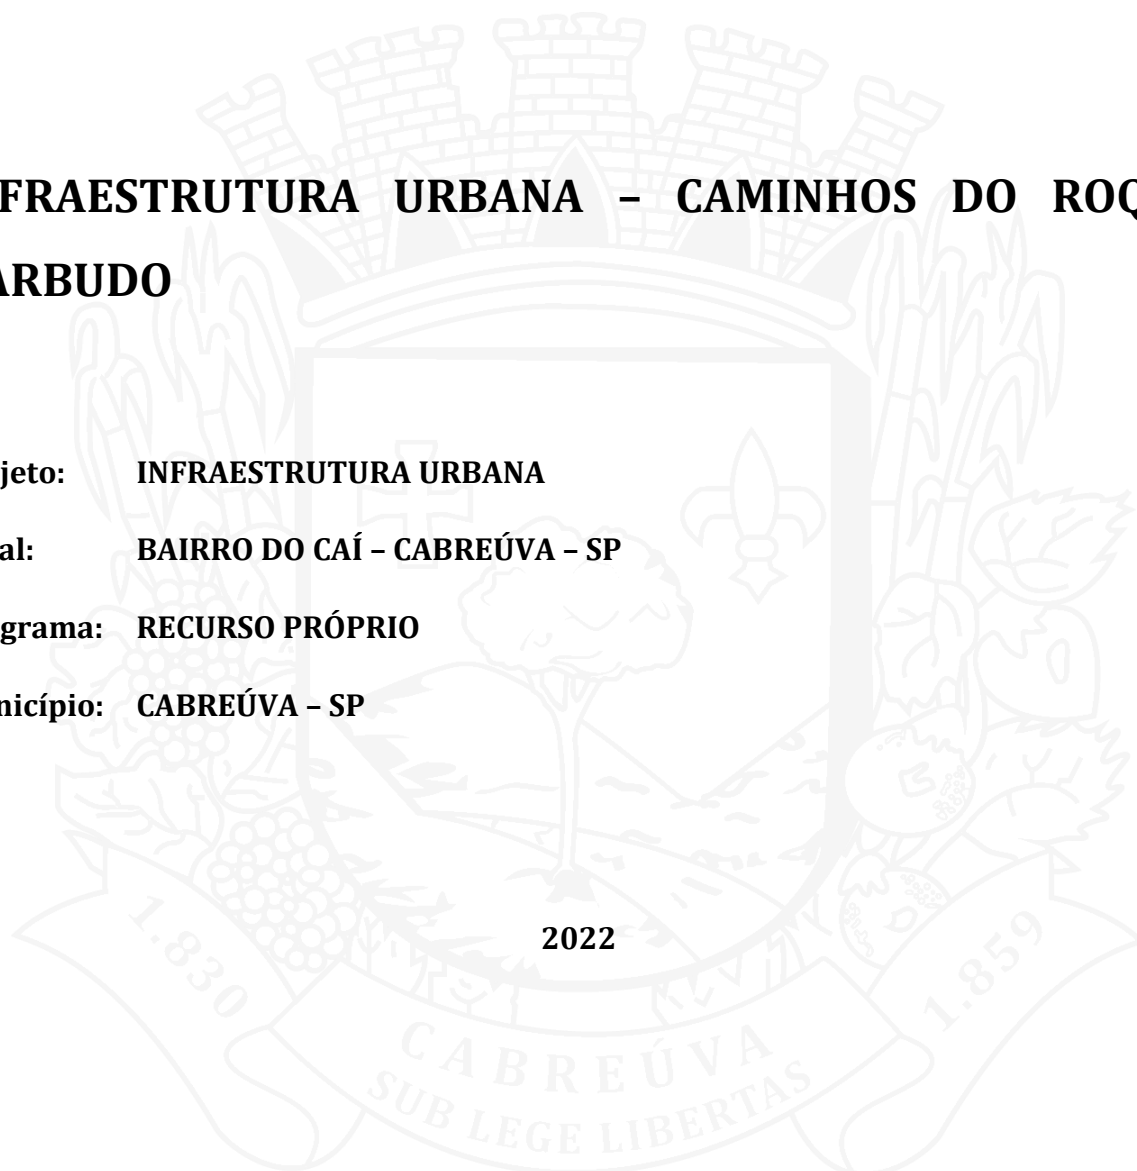 FRAESTRUTURA URBANA – CAMINHOS DO ROQ
ARBUDO
jeto: INFRAESTRUTURA URBANA
al: BAIRRO DO CAÍ – CABREÚVA – SP
grama: RECURSO PRÓPRIO
nicípio: CABREÚVA – SP
2022
1.830
1.859
CABREÚVA
SUB LEGE LIBERTAS